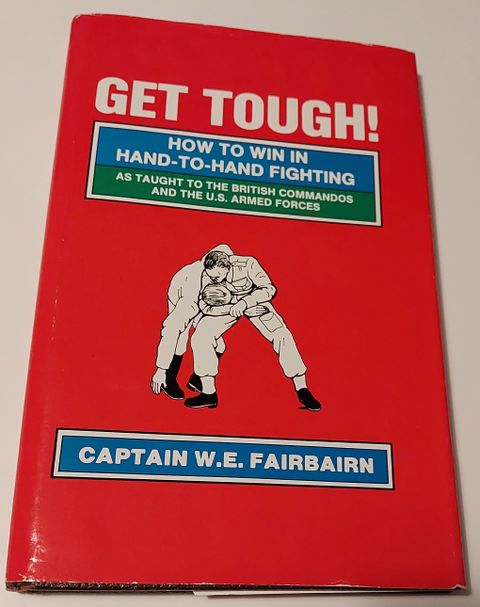 GET TOUGH!
HOW TO WIN IN
HAND-TO-HAND FIGHTING
AS TAUGHT TO THE BRITISH COMMANDOS
AND THE U.S. ARMED FORCES
CAPTAIN W.E. FAIRBAIRN